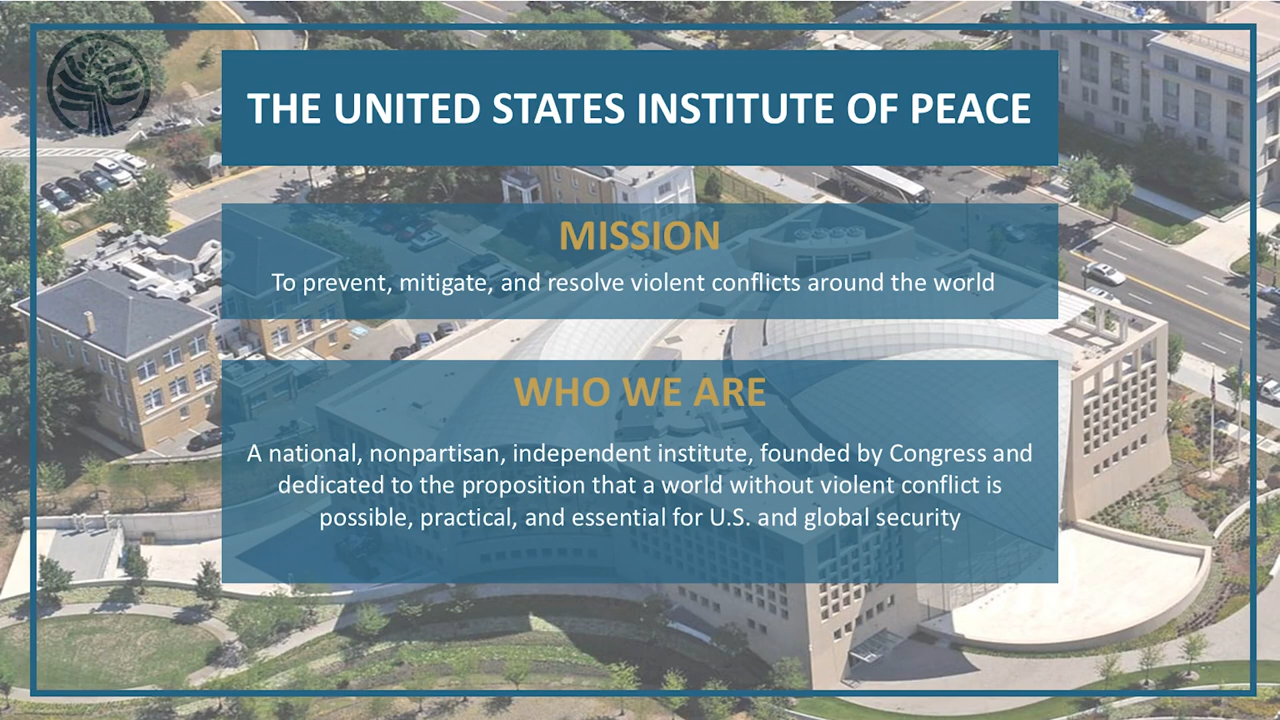 THE UNITED STATES INSTITUTE OF PEACE
MISSION
To prevent, mitigate, and resolve violent conflicts around the world
WHO WE ARE
A national, nonpartisan, independent institute, founded by Congress and
dedicated to the proposition that a world without violent conflict is
possible, practical, and essential for U.S. and global security